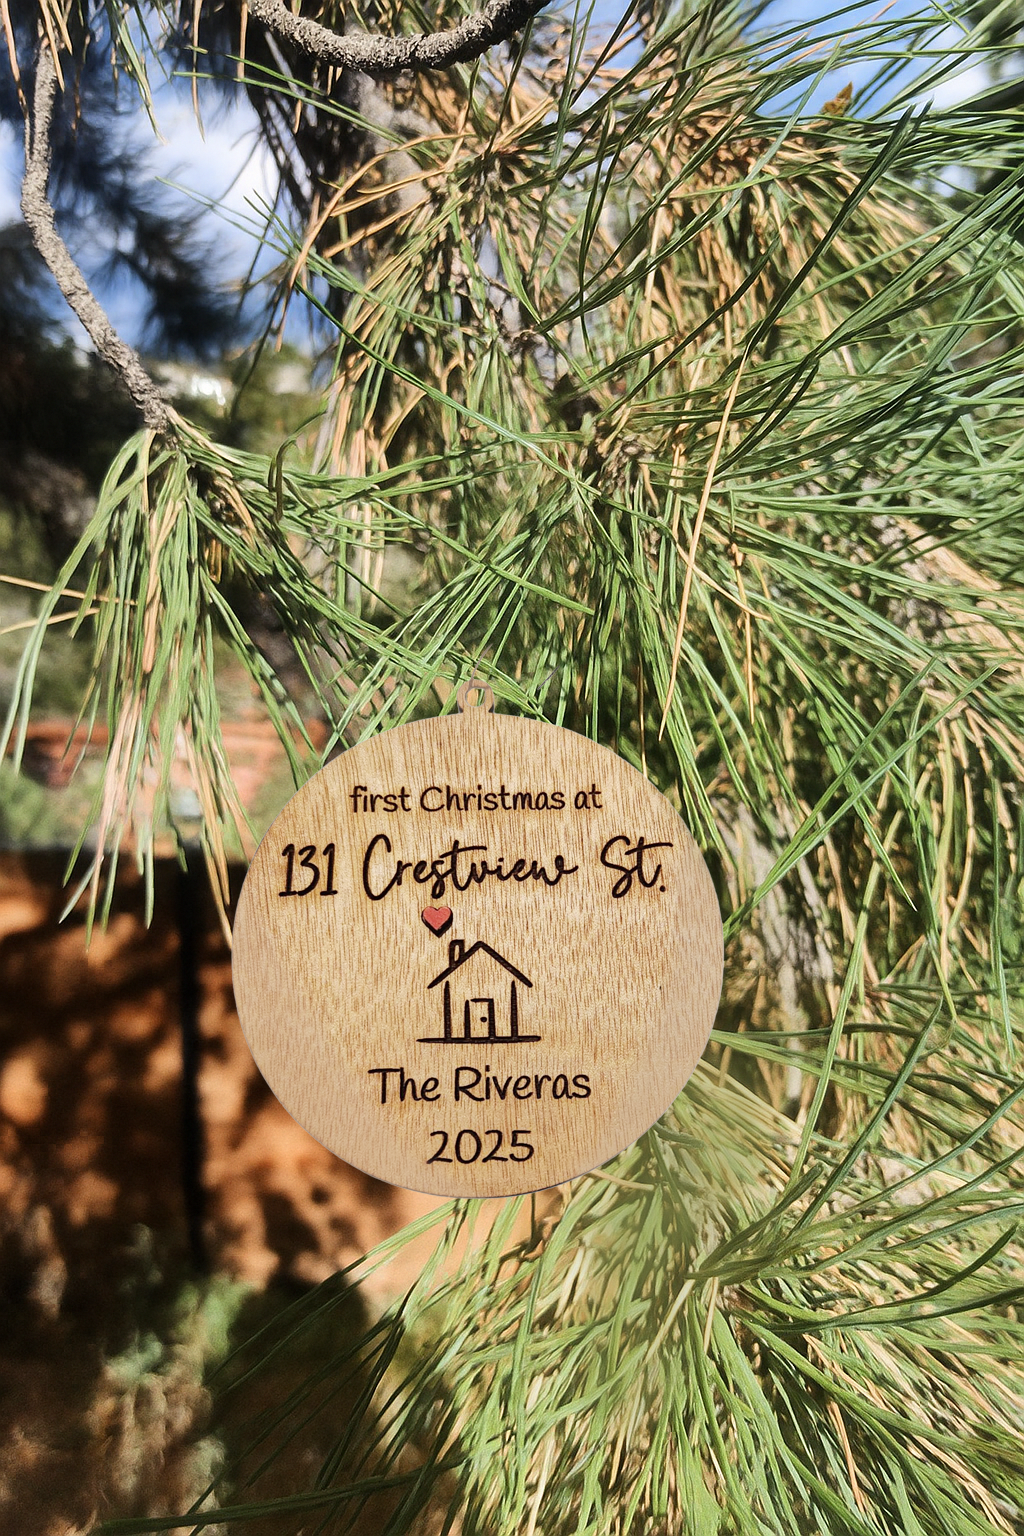 first Christmas at
131 Crestview St.
The Riveras
2025